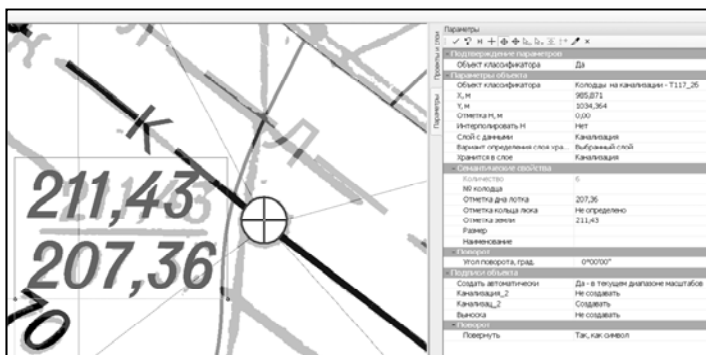 К
Л
211,43
207,36
70
Параметры
Проекты и слои
Параметры
Подтверждение параметров
Объект классификатора Да
Параметры объекта
Объект классификатора Колодцы на канализации - Т117_26
X, м 985,871
Y, м 1034,364
Отметка Н, м 0,00
Интерполировать Н Нет
Слой с данными Канализация
Вариант определения слоя хра... Выбранный слой
Хранится в слое Канализация
Семантические свойства
Количество 6
№ колодца
Отметка дна лотка 207,36
Отметка кольца люка Не определено
Отметка земли 211,43
Размер
Наименование
Поворот
Угол поворота, град. 0°00'00"
Подписи объекта
Создать автоматически Да - в текущем диапазоне масштабов
Канализация_2 Не создавать
Канализац_2 Создавать
Выноска Не создавать
Поворот
Повернуть Так, как символ